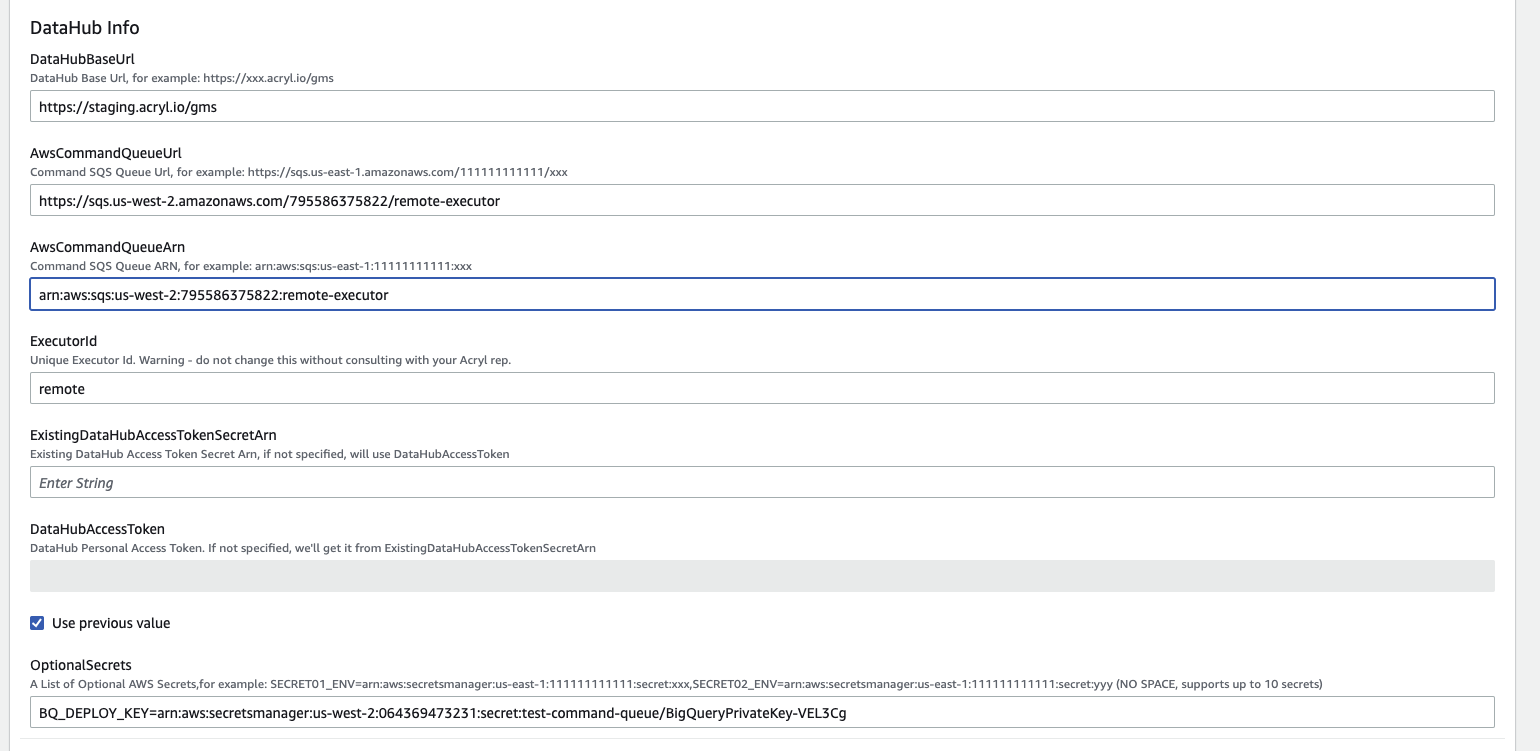 DataHub Info
DataHubBaseUrl
DataHub Base Url, for example: https://xxx.acryl.io/gms
https://staging.acryl.io/gms
AwsCommandQueueUrl
Command SQS Queue Url, for example: https://sqs.us-east-1.amazonaws.com/111111111111/xxx
https://sqs.us-west-2.amazonaws.com/795586375822/remote-executor
AwsCommandQueueArn
Command SQS Queue ARN, for example: arn:aws:sqs:us-east-1:11111111111:xxx
arn:aws:sqs:us-west-2:795586375822:remote-executor
ExecutorId
Unique Executor Id. Warning - do not change this without consulting with your Acryl rep.
remote
ExistingDataHubAccessTokenSecretArn
Existing DataHub Access Token Secret Arn, if not specified, will use DataHubAccessToken
Enter String
DataHubAccessToken
DataHub Personal Access Token. If not specified, we'll get it from ExistingDataHubAccessTokenSecretArn
Use previous value
OptionalSecrets
A List of Optional AWS Secrets,for example: SECRET01_ENV=arn:aws:secretsmanager:us-east-1:111111111111:secret:xxx,SECRET02_ENV=arn:aws:secretsmanager:us-east-1:111111111111:secret:yyy (NO SPACE, supports up to 10 secrets)
BQ_DEPLOY_KEY=arn:aws:secretsmanager:us-west-2:064369473231:secret:test-command-queue/BigQueryPrivateKey-VEL3Cg